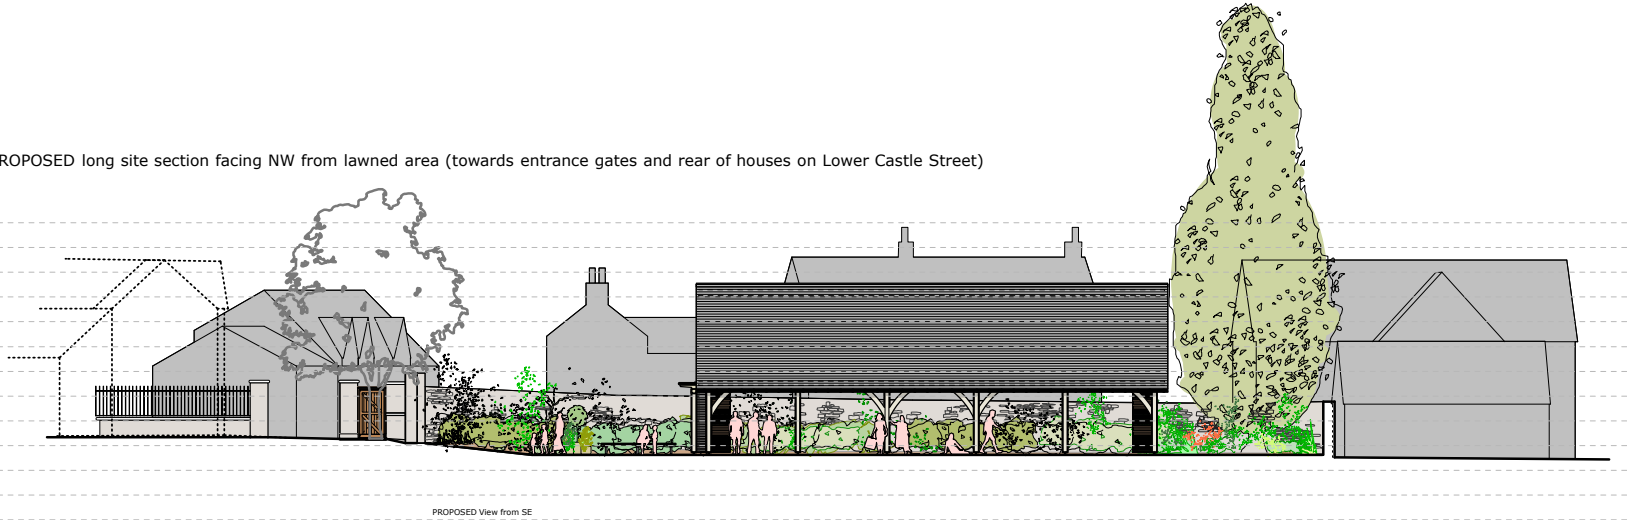 ROPOSED long site section facing NW from lawned area (towards entrance gates and rear of houses on Lower Castle Street)
PROPOSED View from SE